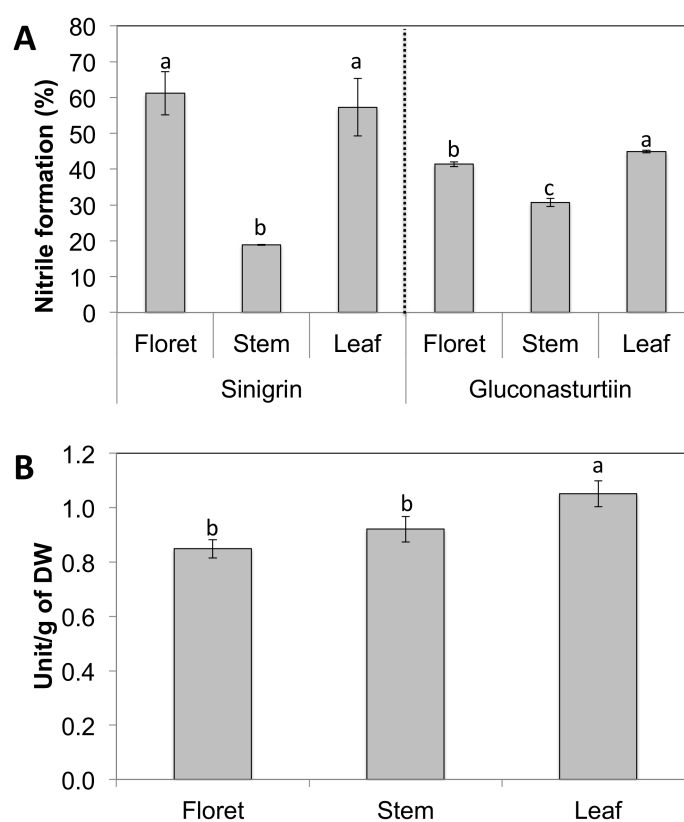 A
Nitrile formation (%)
80
70
60
50
40
30
20
10
0
a
b
a
b
c
a
Floret Stem Leaf Floret Stem Leaf
Sinigrin Gluconasturtiin
B
Unit/g of DW
1.2
1.0
0.8
0.6
0.4
0.2
0.0
b
b
a
Floret Stem Leaf